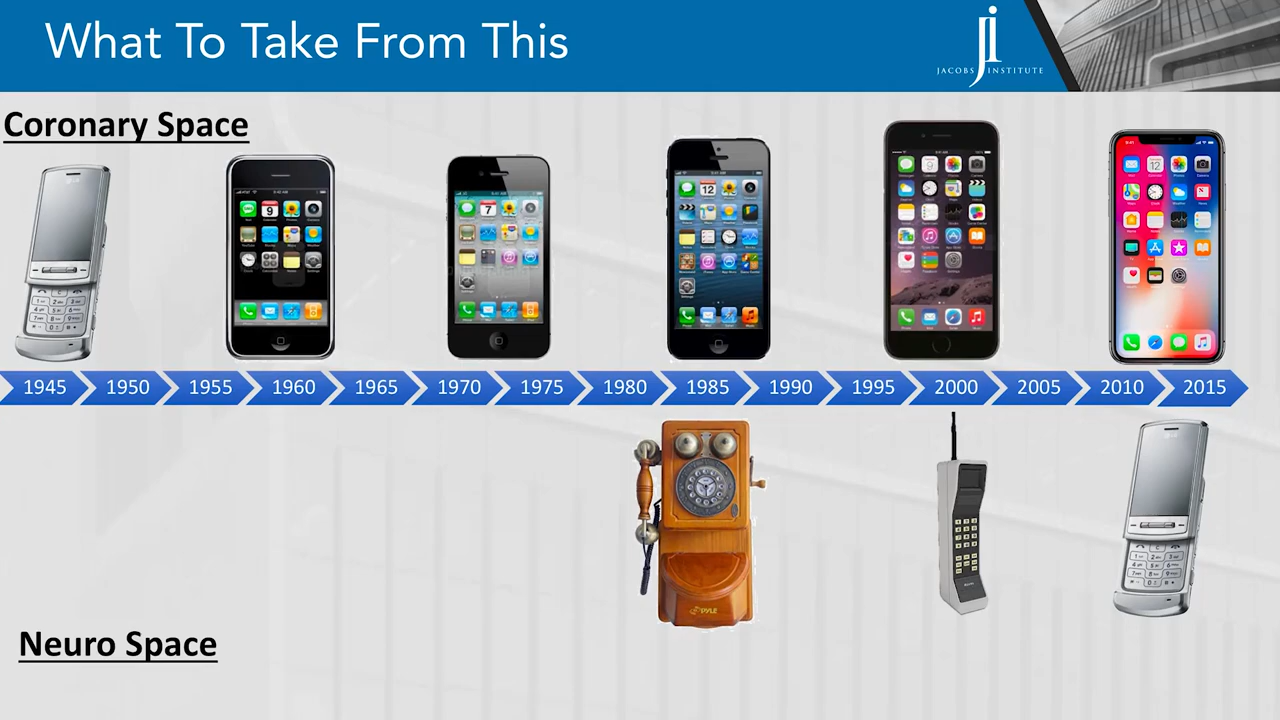 What To Take From This
JACOBS INSTITUTE
Coronary Space
1945 1950 1955 1960 1965 1970 1975 1980 1985 1990 1995 2000 2005 2010 2015
PYLE
Neuro Space